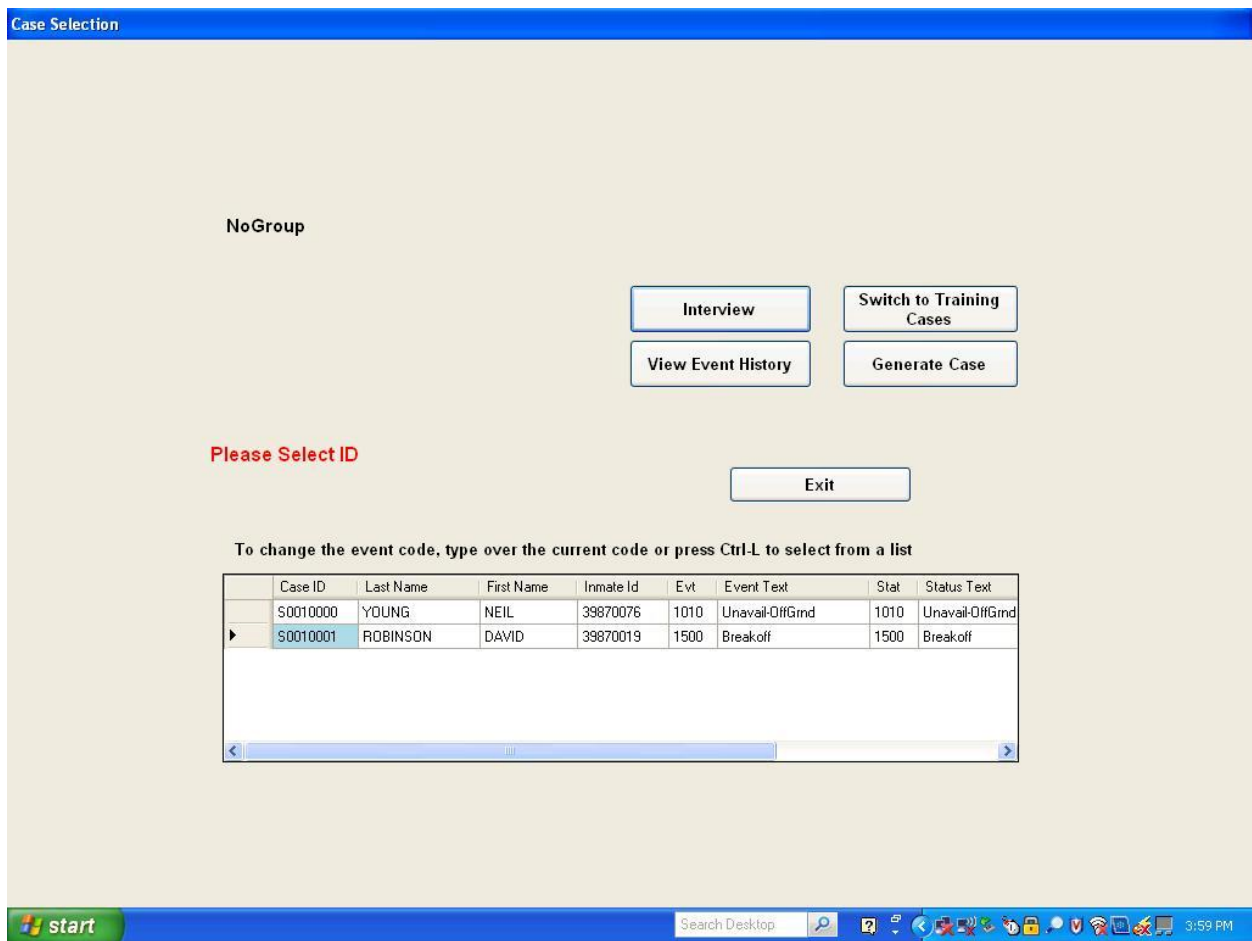 Case Selection
NoGroup
Interview
Switch to Training
Cases
View Event History
Generate Case
Please Select ID
Exit
To change the event code, type over the current code or press Ctrl-L to select from a list
Case ID Last Name First Name Inmate Id Evt Event Text Stat Status Text
S0010000 YOUNG NEIL 39870076 1010 Unavail-OffGrnd 1010 Unavail-OffGrnd
S0010001 ROBINSON DAVID 39870019 1500 Breakoff 1500 Breakoff
start
Search Desktop
3:59 PM